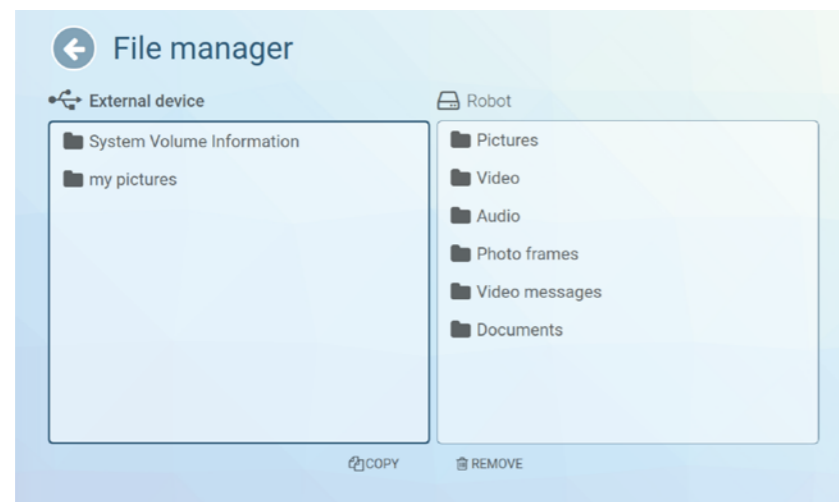 File manager
External device
System Volume Information
my pictures
Robot
Pictures
Video
Audio
Photo frames
Video messages
Documents
COPY
REMOVE